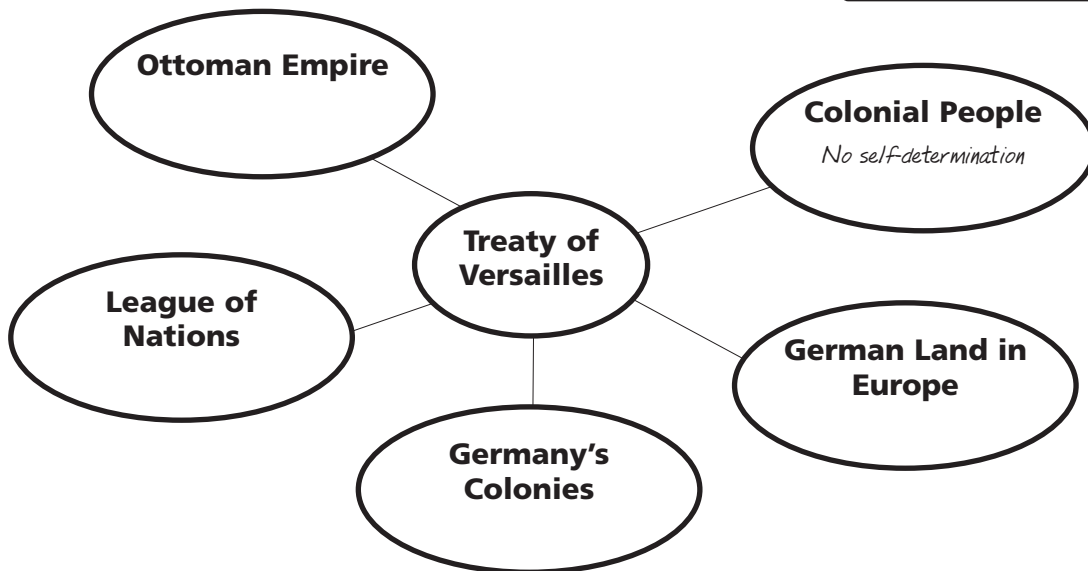 Ottoman Empire
Colonial People
No self-determination
Treaty of
Versailles
League of
Nations
German Land in
Europe
Germany's
Colonies